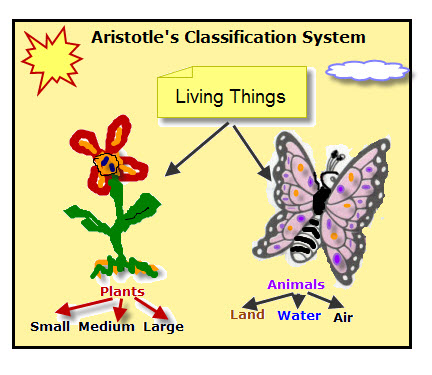 Aristotle's Classification System
Living Things
Plants
Small Medium Large
Animals
Land Water Air